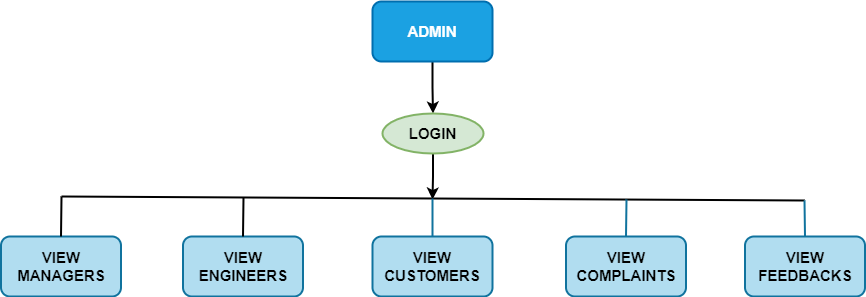 ADMIN
LOGIN
VIEW
MANAGERS
VIEW
ENGINEERS
VIEW
CUSTOMERS
VIEW
COMPLAINTS
VIEW
FEEDBACKS